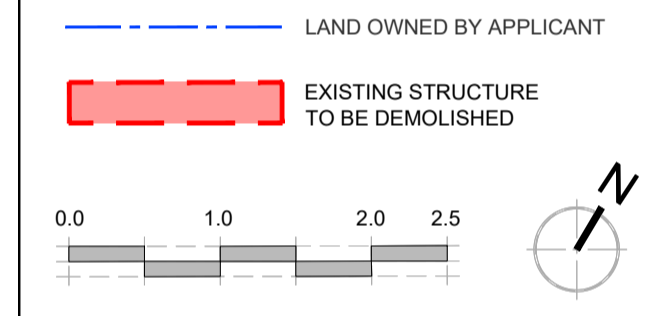 LAND OWNED BY APPLICANT
EXISTING STRUCTURE
TO BE DEMOLISHED
0.0 1.0 2.0 2.5
N